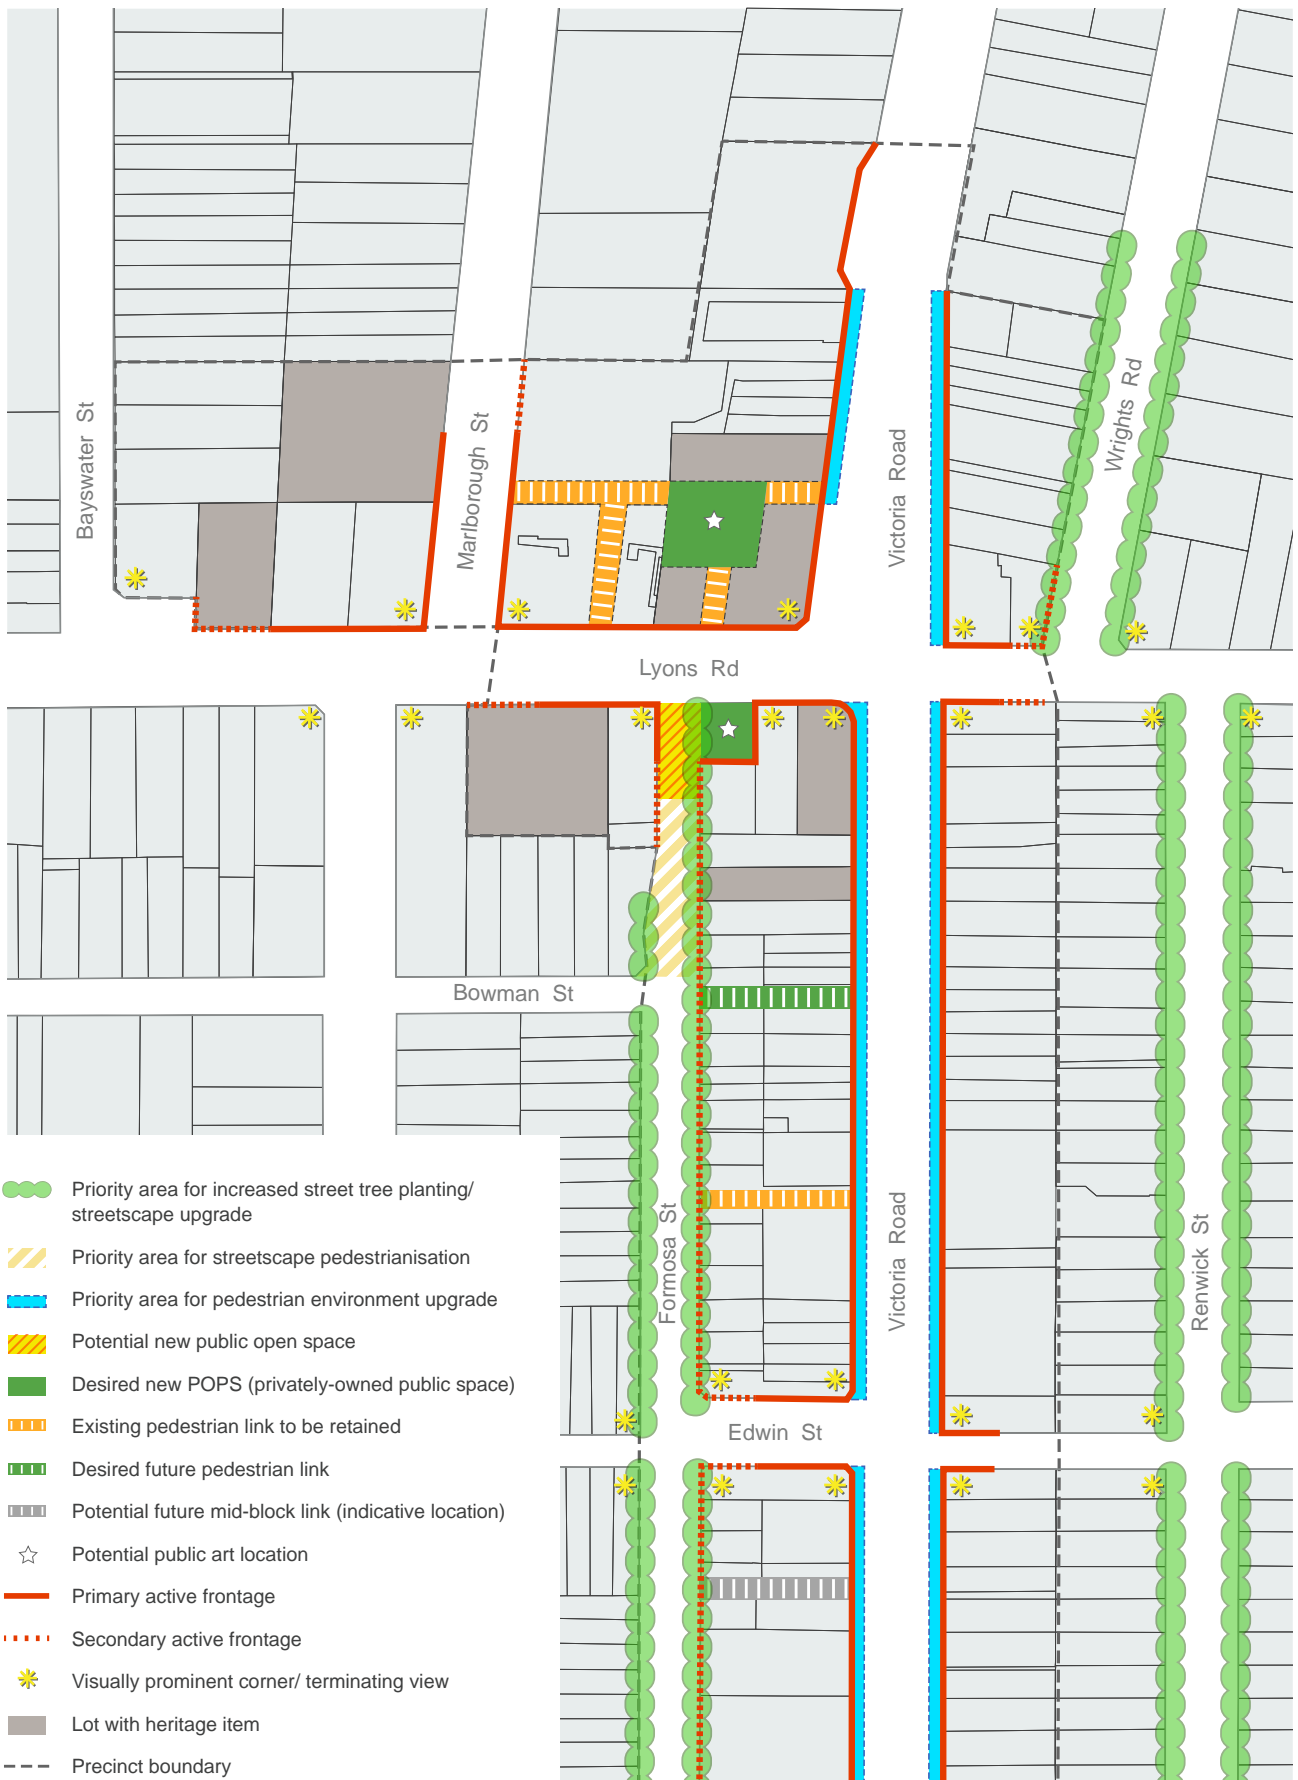 Bayswater St
Marlborough St
Victoria Road
Wrights Rd
Lyons Rd
Bowman St
Formosa St
Victoria Road
Renwick St
Edwin St
Priority area for increased street tree planting/
streetscape upgrade
Priority area for streetscape pedestrianisation
Priority area for pedestrian environment upgrade
Potential new public open space
Desired new POPS (privately-owned public space)
Existing pedestrian link to be retained
Desired future pedestrian link
Potential future mid-block link (indicative location)
Potential public art location
Primary active frontage
Secondary active frontage
Visually prominent corner/ terminating view
Lot with heritage item
Precinct boundary